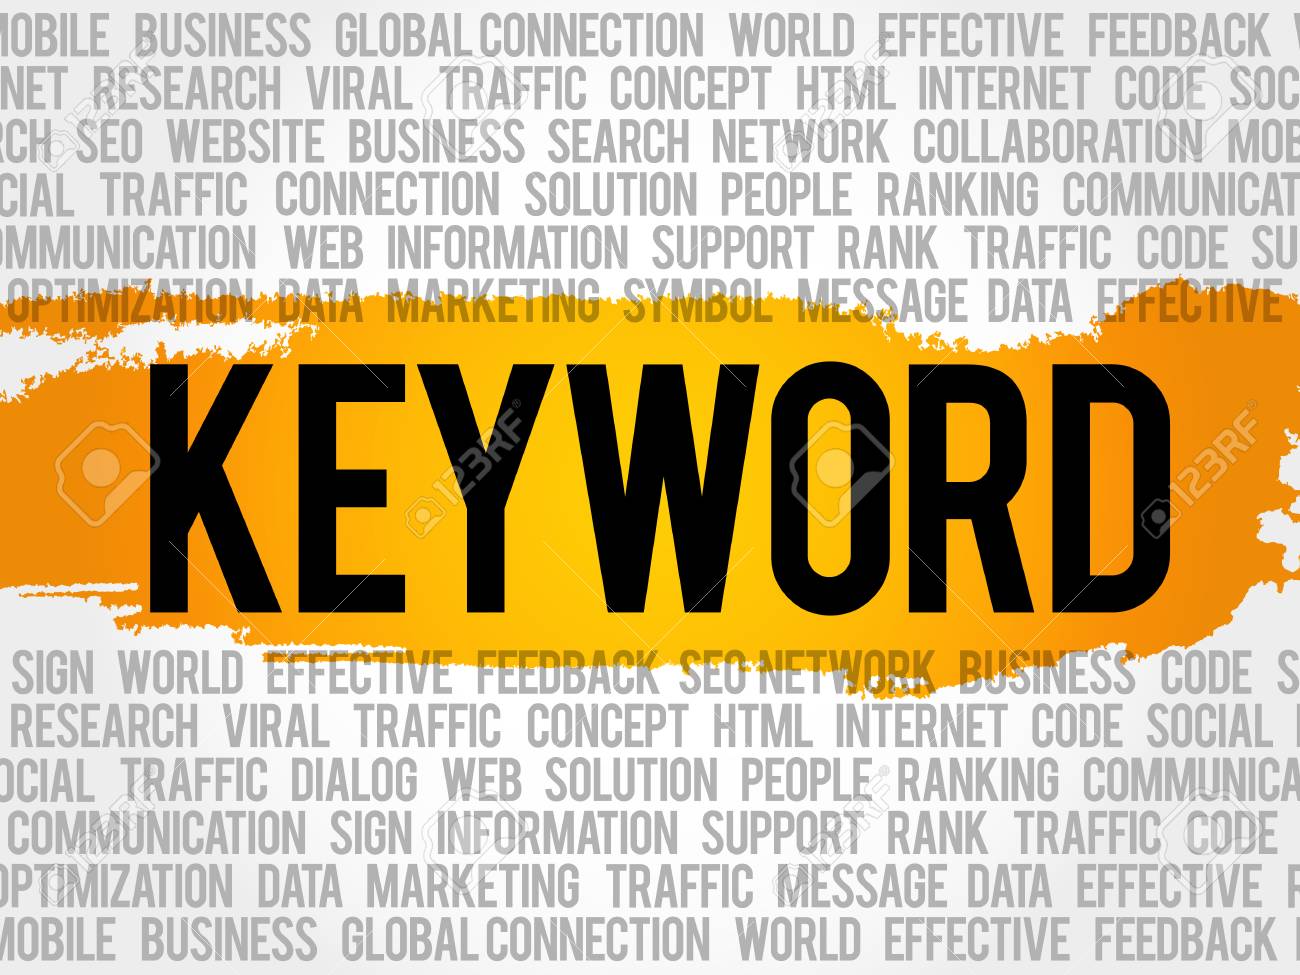 MOBILE BUSINESS GLOBAL CONNECTION WORLD EFFECTIVE FEEDBACK
NET RESEARCH VIRAL TRAFFIC CONCEPT HTML INTERNET CODE SOC
RCH SEO WEBSITE BUSINESS SEARCH NETWORK COLLABORATION MOB
CIAL TRAFFIC CONNECTION SOLUTION PEOPLE RANKING COMMUNICAT
OMMUNICATION WEB INFORMATION SUPPORT RANK TRAFFIC CODE SU
OPTIMIZATION DATA MARKETING SYMBOL MESSAGE DATA EFFECTIVE
KEYWORD
SIGN WORLD EFFECTIVE FEEDBACK SEO NETWORK BUSINESS CODE S
RESEARCH VIRAL TRAFFIC CONCEPT HTML INTERNET CODE SOCIAL
OCIAL TRAFFIC DIALOG WEB SOLUTION PEOPLE RANKING COMMUNICA
COMMUNICATION SIGN INFORMATION SUPPORT RANK TRAFFIC CODE
OPTIMIZATION DATA MARKETING TRAFFIC MESSAGE DATA EFFECTIVE R
MOBILE BUSINESS GLOBAL CONNECTION WORLD EFFECTIVE FEEDBACK
123RF